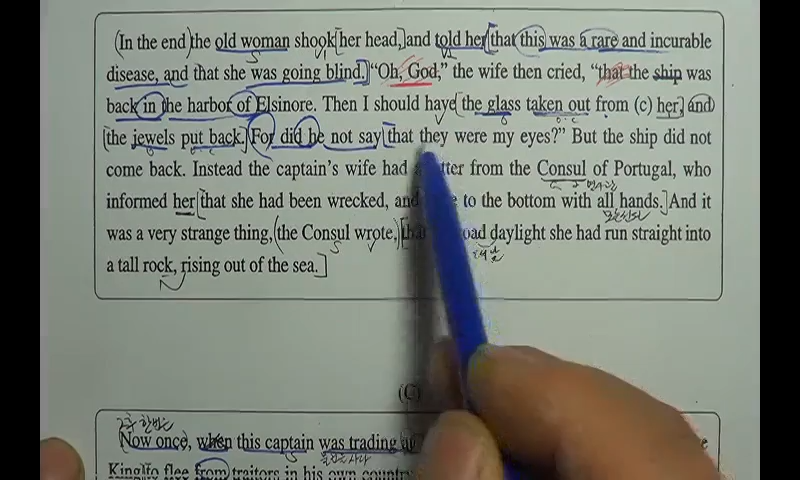 (In the end) the old woman shook [her head,] and told her [that this was a rare and incurable
disease, and that she was going blind.] "Oh, God," the wife then cried, "that the ship was
back in the harbor of Elsinore. Then I should have [the glass taken out from (c) her, and
[the jewels put back.] For did he not say [that they were my eyes?" But the ship did not
come back. Instead the captain's wife had a letter from the Consul of Portugal, who
informed her [that she had been wrecked, and to the bottom with all hands.] And it
was a very strange thing, (the Consul wrote,) [that daylight she had run straight into
a tall rock, rising out of the sea.]
(C)
Now once, when this captain was trading
King to flee from traitors in his own country